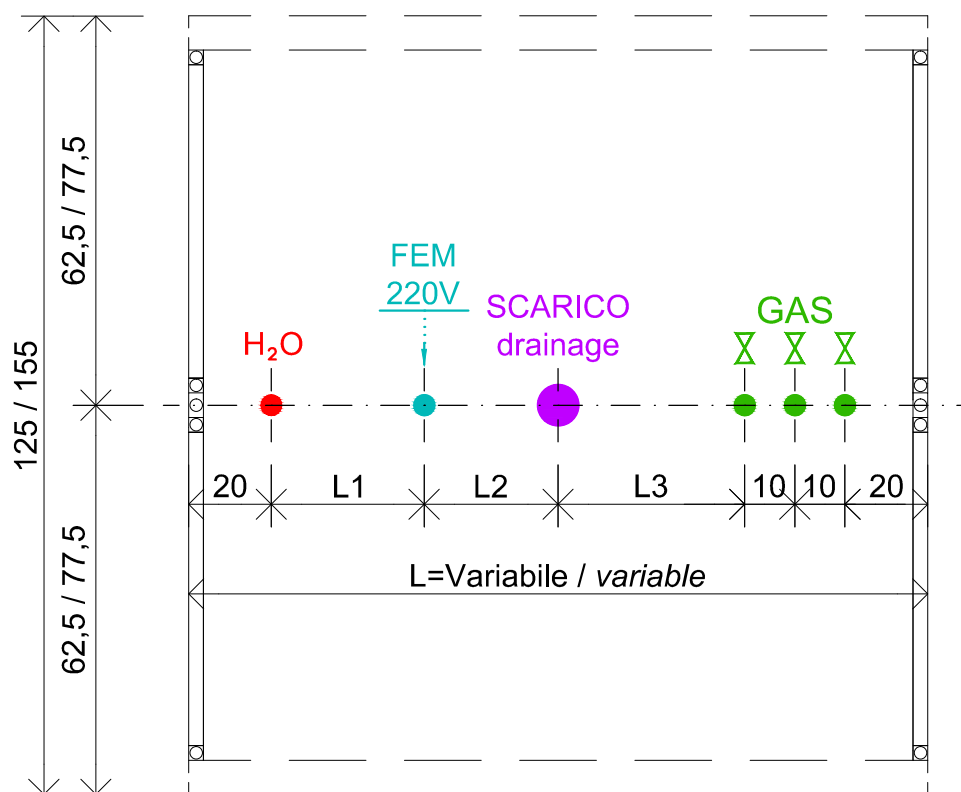 62,5 / 77,5
125 / 155
62,5 / 77,5
FEM
220V
SCARICO
drainage
GAS
H₂O
20
L1
L2
L3
10
10
20
L=Variabile / variable